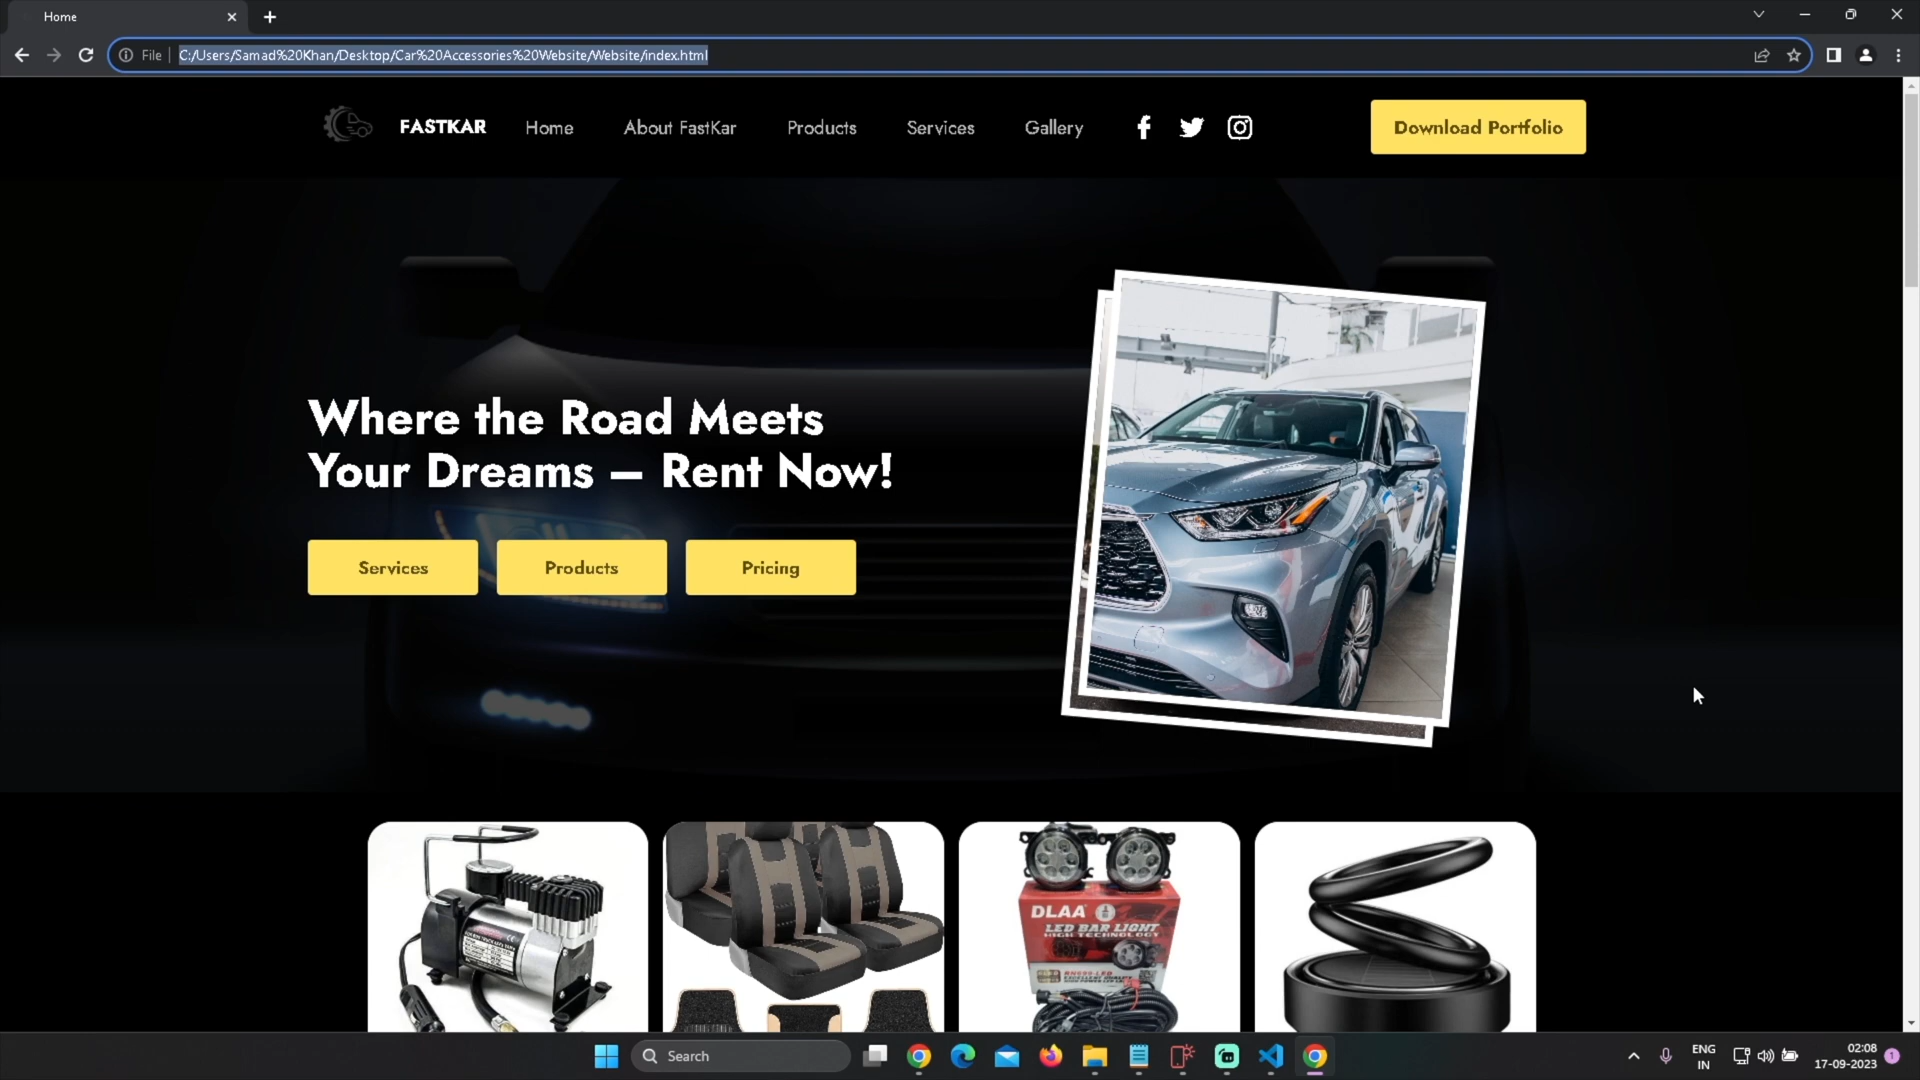 Home
File
C:/Users/Samad%20Khan/Desktop/Car%20Accessories%20Website/Website/index.html
FASTKAR
Home
About FastKar
Products
Services
Gallery
Download Portfolio
Where the Road Meets
Your Dreams – Rent Now!
Services
Products
Pricing
DLAA
LED BAR LIGHT
HIGH TECHNOLOGY
Search
ENG
IN
02:08
17-09-2023
1